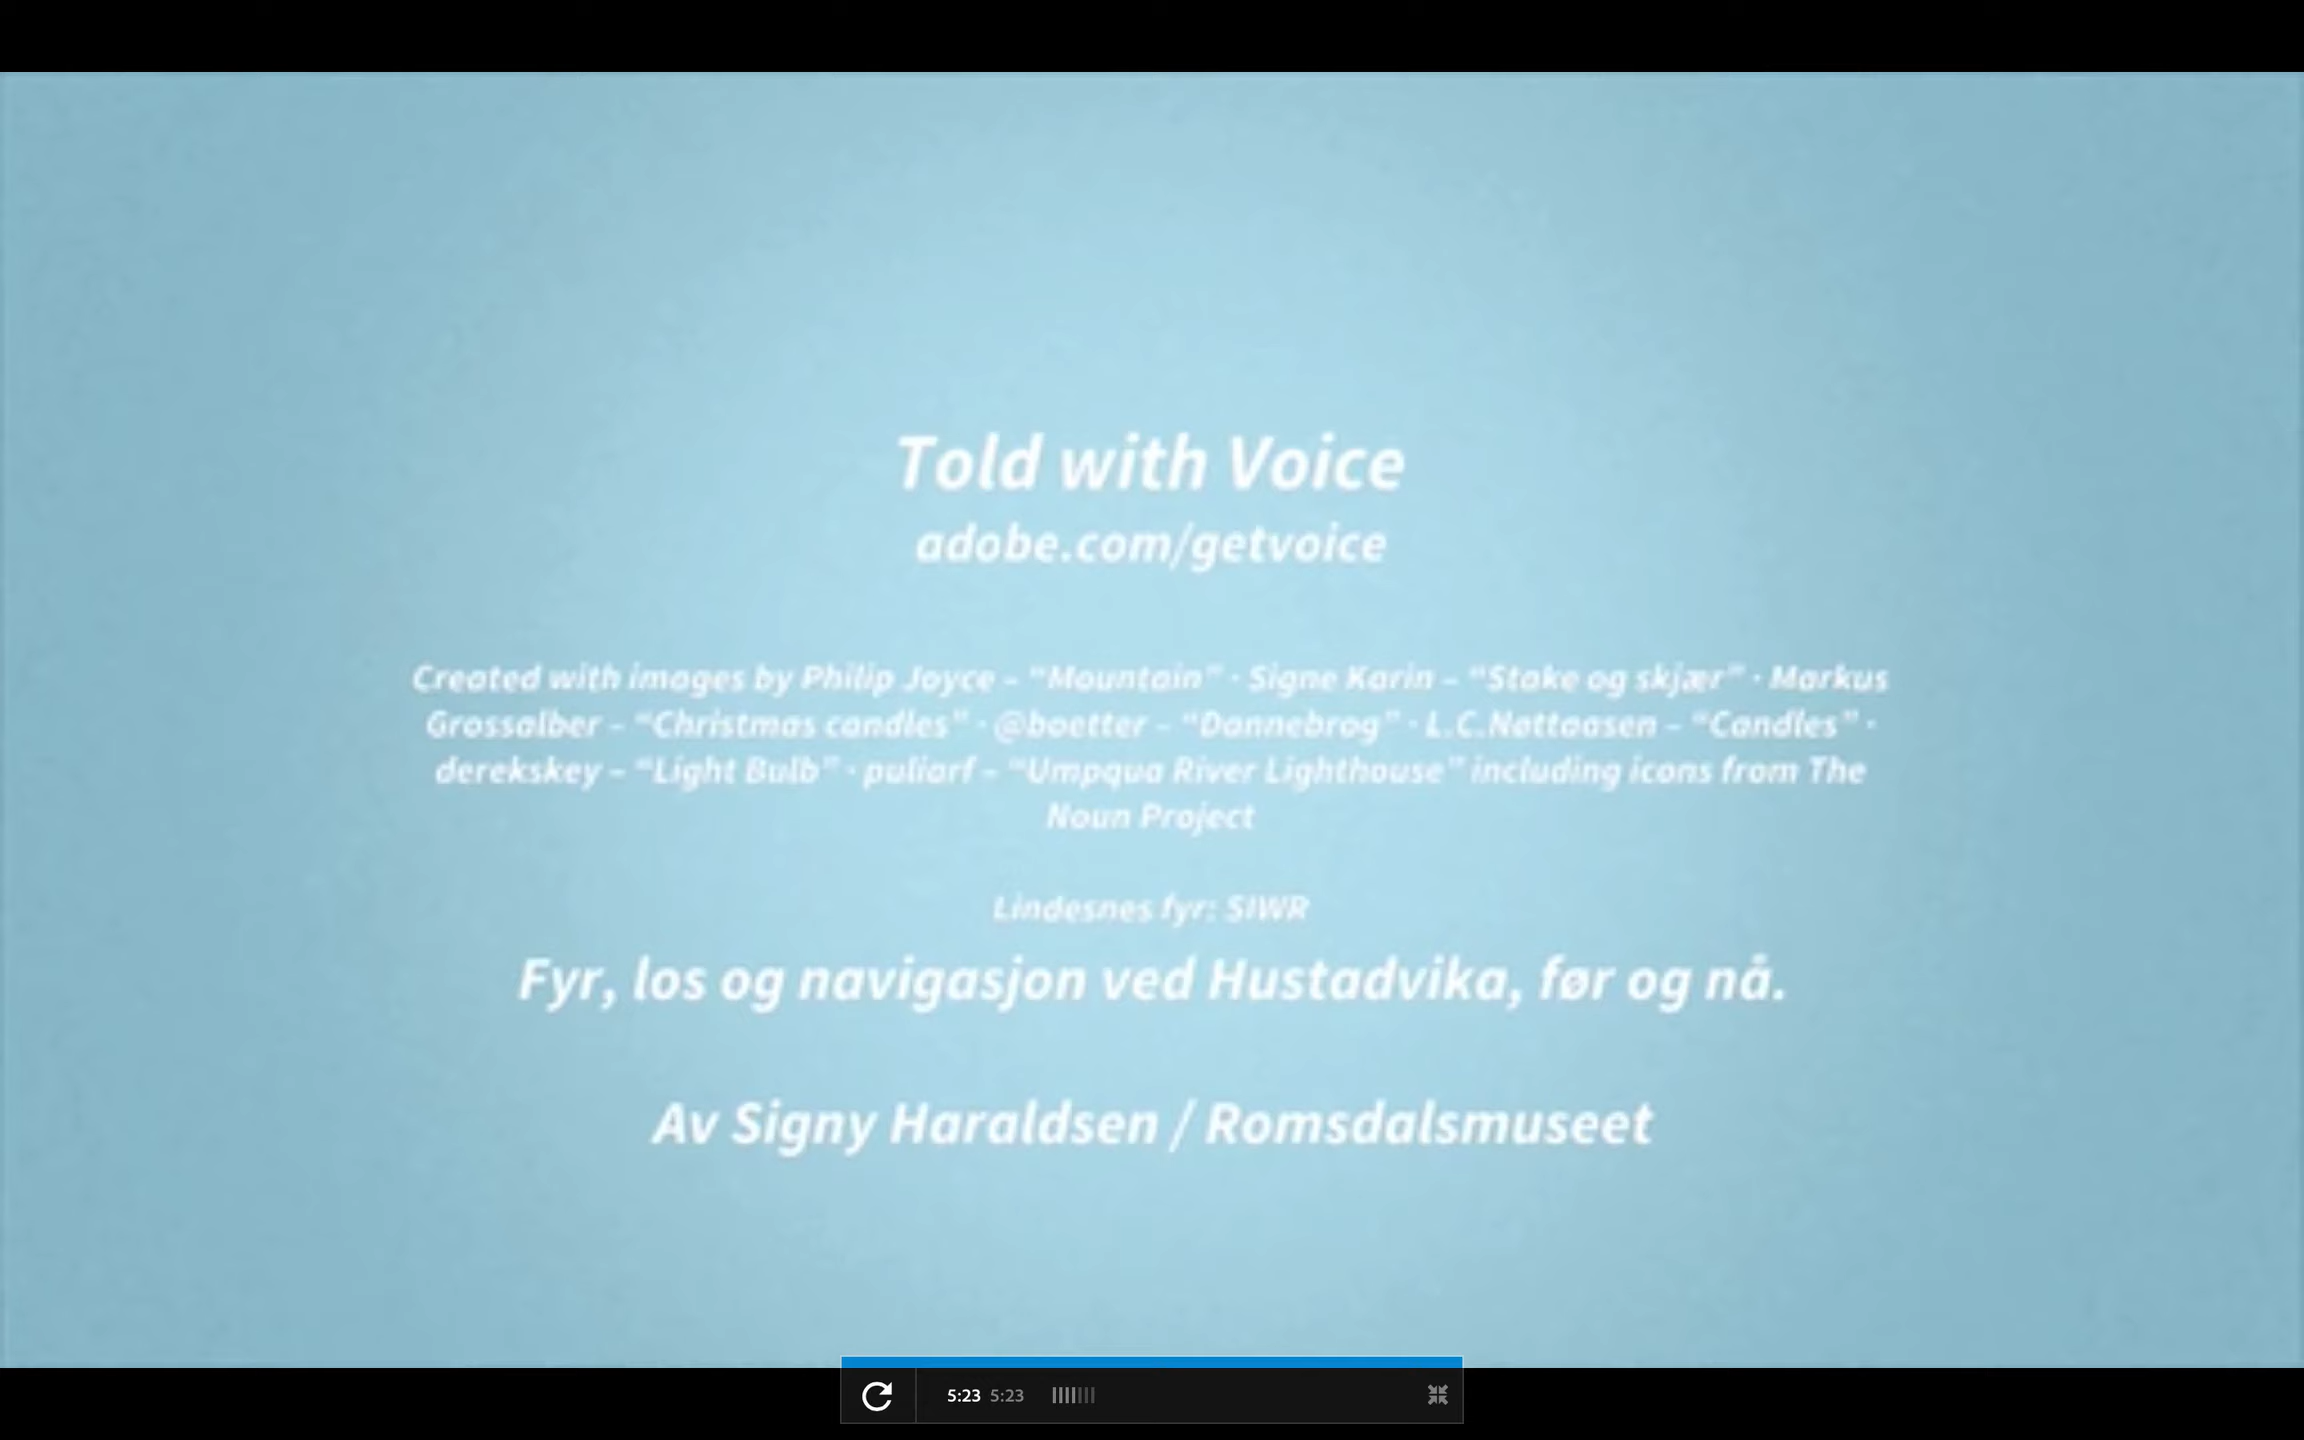 Told with Voice
adobe.com/getvoice
Created with images by Philip Joyce – “Mountain” · Signe Karin – “Stake og skjær” · Markus
Grossalber – “Christmas candles” · @boetter – “Dannebrog” · L.C.Nøttaasen – “Candles” ·
derekskey – “Light Bulb” · puliarf – “Umpqua River Lighthouse” including icons from The
Noun Project
Lindesnes fyr: SIWR
Fyr, los og navigasjon ved Hustadvika, før og nå.
Av Signy Haraldsen / Romsdalsmuseet
5:23 5:23